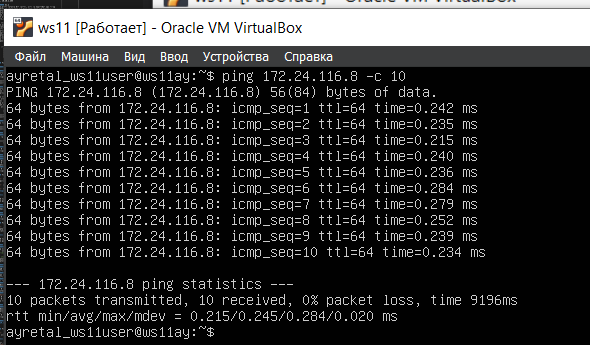 ws11 [Работает] - Oracle VM VirtualBox
ws11 [Работает] - Oracle VM VirtualBox
Файл Машина Вид Ввод Устройства Справка
ayretal_ws11user@ws11ay:~$ ping 172.24.116.8 -c 10
PING 172.24.116.8 (172.24.116.8) 56(84) bytes of data.
64 bytes from 172.24.116.8: icmp_seq=1 ttl=64 time=0.242 ms
64 bytes from 172.24.116.8: icmp_seq=2 ttl=64 time=0.235 ms
64 bytes from 172.24.116.8: icmp_seq=3 ttl=64 time=0.215 ms
64 bytes from 172.24.116.8: icmp_seq=4 ttl=64 time=0.240 ms
64 bytes from 172.24.116.8: icmp_seq=5 ttl=64 time=0.236 ms
64 bytes from 172.24.116.8: icmp_seq=6 ttl=64 time=0.284 ms
64 bytes from 172.24.116.8: icmp_seq=7 ttl=64 time=0.279 ms
64 bytes from 172.24.116.8: icmp_seq=8 ttl=64 time=0.252 ms
64 bytes from 172.24.116.8: icmp_seq=9 ttl=64 time=0.239 ms
64 bytes from 172.24.116.8: icmp_seq=10 ttl=64 time=0.234 ms
--- 172.24.116.8 ping statistics ---
10 packets transmitted, 10 received, 0% packet loss, time 9196ms
rtt min/avg/max/mdev = 0.215/0.245/0.284/0.020 ms
ayretal_ws11user@ws11ay:~$